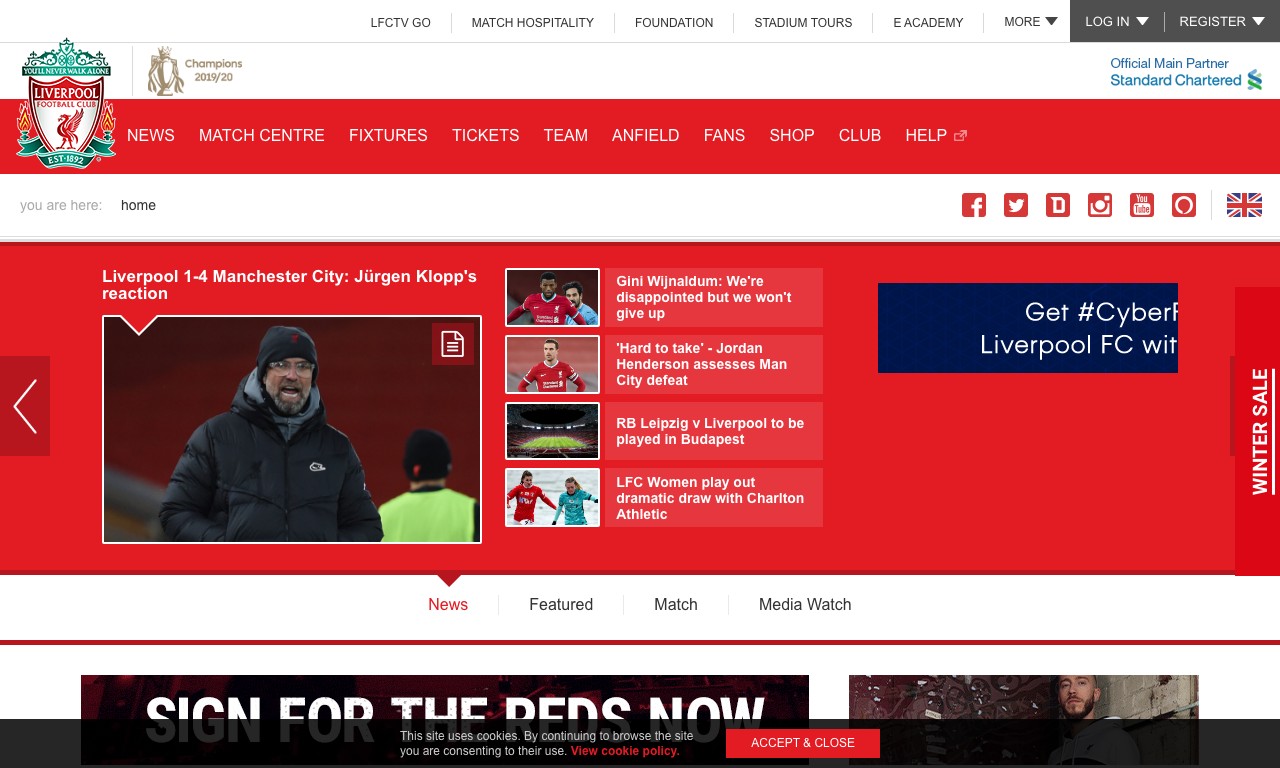 LFCTV GO
MATCH HOSPITALITY
FOUNDATION
STADIUM TOURS
E ACADEMY
MORE
LOG IN
REGISTER
YOU'LL NEVER WALK ALONE
LIVERPOOL
FOOTBALL CLUB
EST·1892
Champions
2019/20
Official Main Partner
Standard Chartered
NEWS
MATCH CENTRE
FIXTURES
TICKETS
TEAM
ANFIELD
FANS
SHOP
CLUB
HELP
you are here:
home
You
Tube
Liverpool 1-4 Manchester City: Jürgen Klopp's
reaction
Gini Wijnaldum: We're
disappointed but we won't
give up
'Hard to take' - Jordan
Henderson assesses Man
City defeat
RB Leipzig v Liverpool to be
played in Budapest
LFC Women play out
dramatic draw with Charlton
Athletic
Get #CyberF
Liverpool FC wit
WINTER SALE
News
Featured
Match
Media Watch
SIGN FOR THE REDS NOW
This site uses cookies. By continuing to browse the site
you are consenting to their use. View cookie policy.
ACCEPT & CLOSE